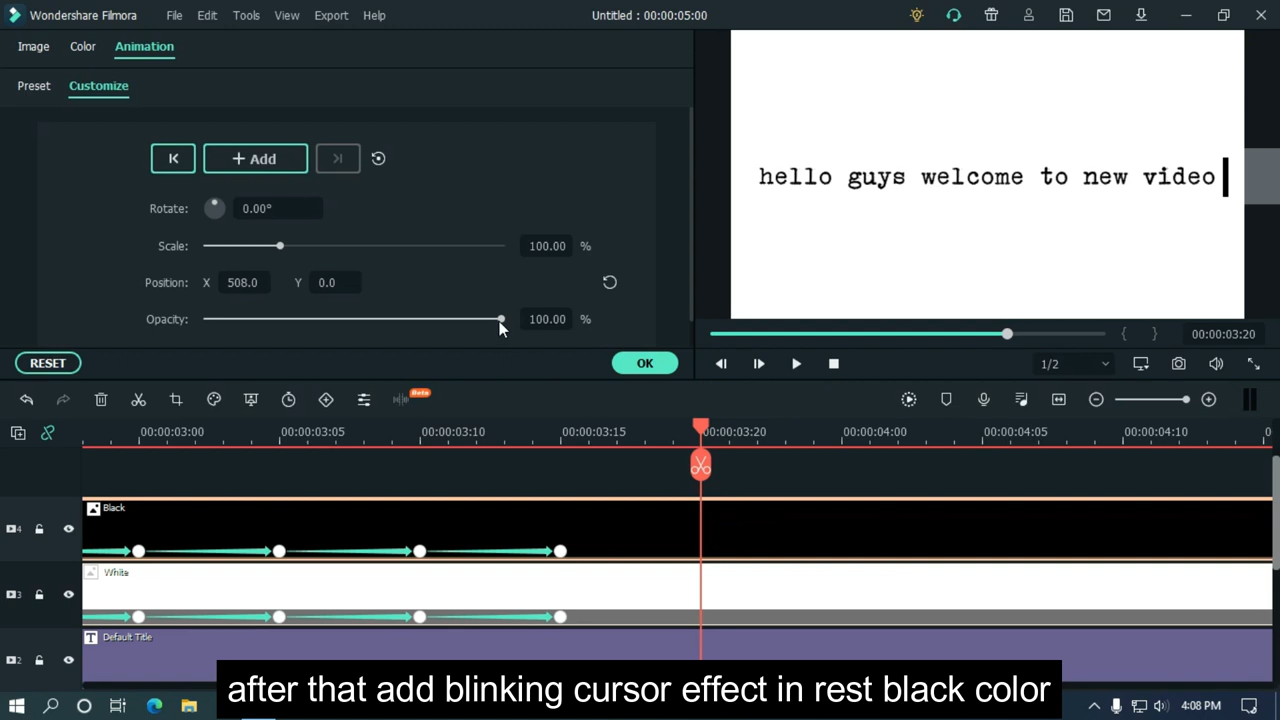 Wondershare Filmora File Edit Tools View Export Help Untitled : 00:00:05:00
Image Color Animation
Preset Customize
+ Add
Rotate: 0.00°
Scale: 100.00 %
Position: X 508.0 Y 0.0
Opacity: 100.00 %
RESET OK
hello guys welcome to new video
{ } 00:00:03:20
1/2
Beta
00:00:03:00 00:00:03:05 00:00:03:10 00:00:03:15 00:00:03:20 00:00:04:00 00:00:04:05 00:00:04:10 0
4 Black
3 White
2 T Default Title
after that add blinking cursor effect in rest black color
4:08 PM